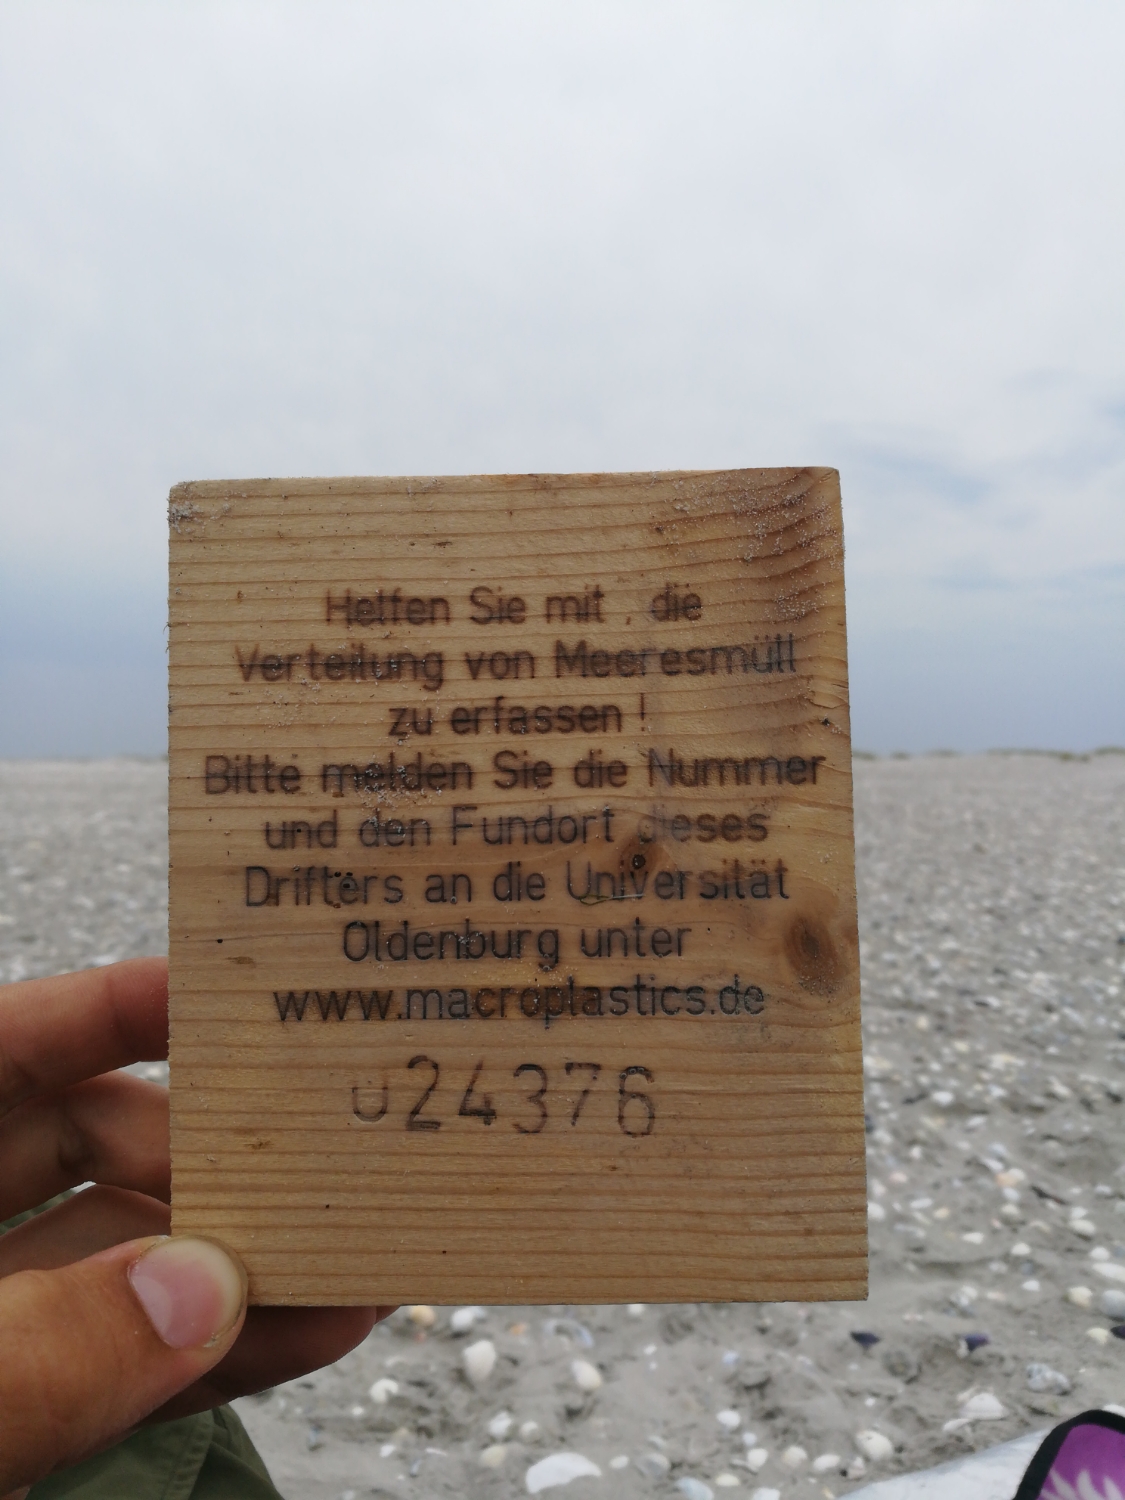 Helfen Sie mit , die
Verteilung von Meeresmüll
zu erfassen !
Bitte melden Sie die Nummer
und den Fundort dieses
Drifters an die Universität
Oldenburg unter
www.macroplastics.de
U24376